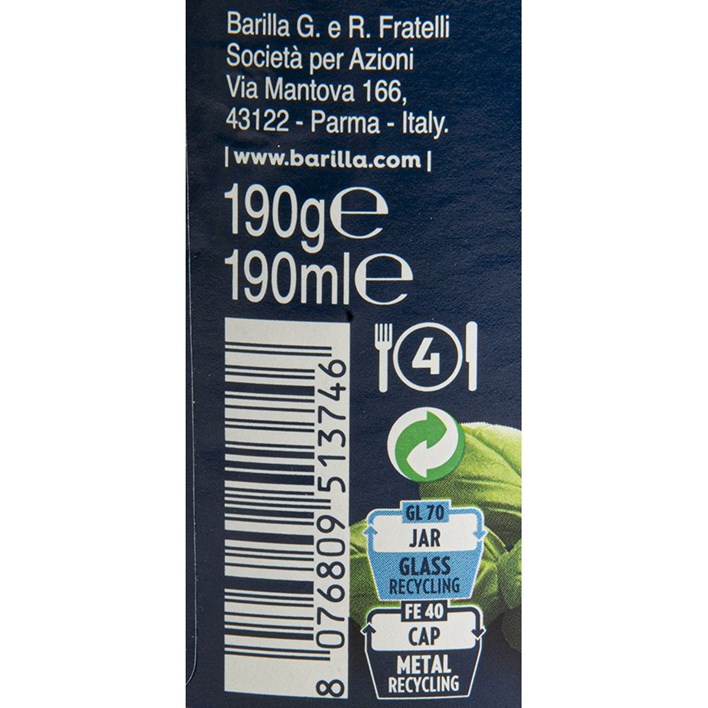 Barilla G. e R. Fratelli
Società per Azioni
Via Mantova 166,
43122 - Parma - Italy.
| www.barilla.com |
190g℮
190ml℮
4
8 076809 513746
GL 70
JAR
GLASS
RECYCLING
FE 40
CAP
METAL
RECYCLING